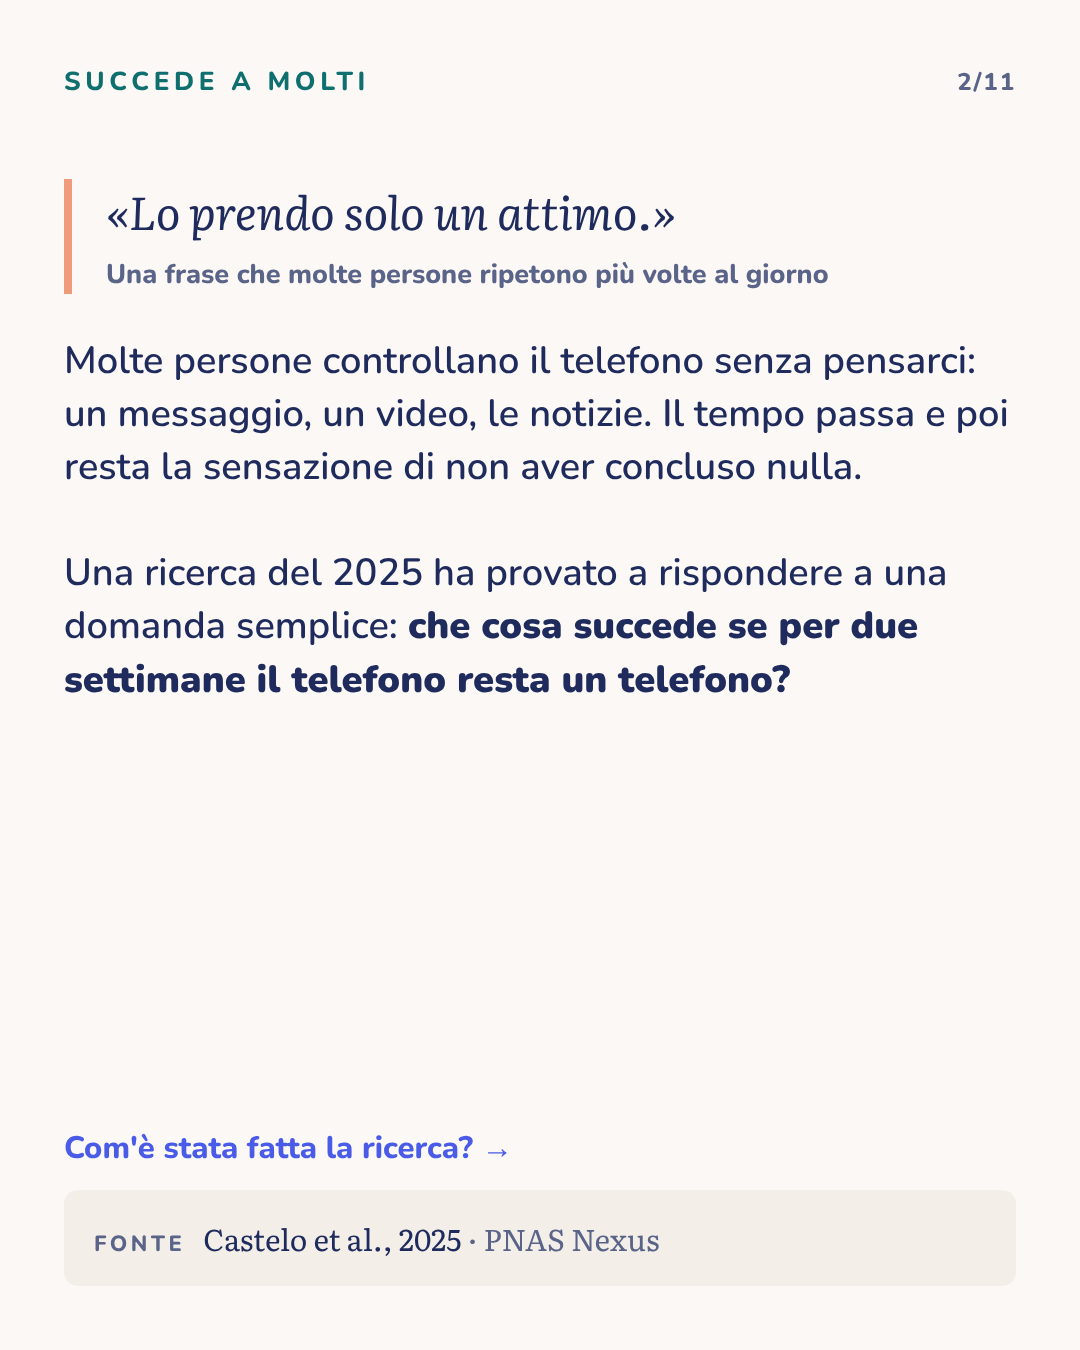 SUCCEDE A MOLTI
2/11
«Lo prendo solo un attimo.»
Una frase che molte persone ripetono più volte al giorno
Molte persone controllano il telefono senza pensarci:
un messaggio, un video, le notizie. Il tempo passa e poi
resta la sensazione di non aver concluso nulla.
Una ricerca del 2025 ha provato a rispondere a una
domanda semplice: che cosa succede se per due
settimane il telefono resta un telefono?
Com'è stata fatta la ricerca? →
FONTE Castelo et al., 2025 · PNAS Nexus